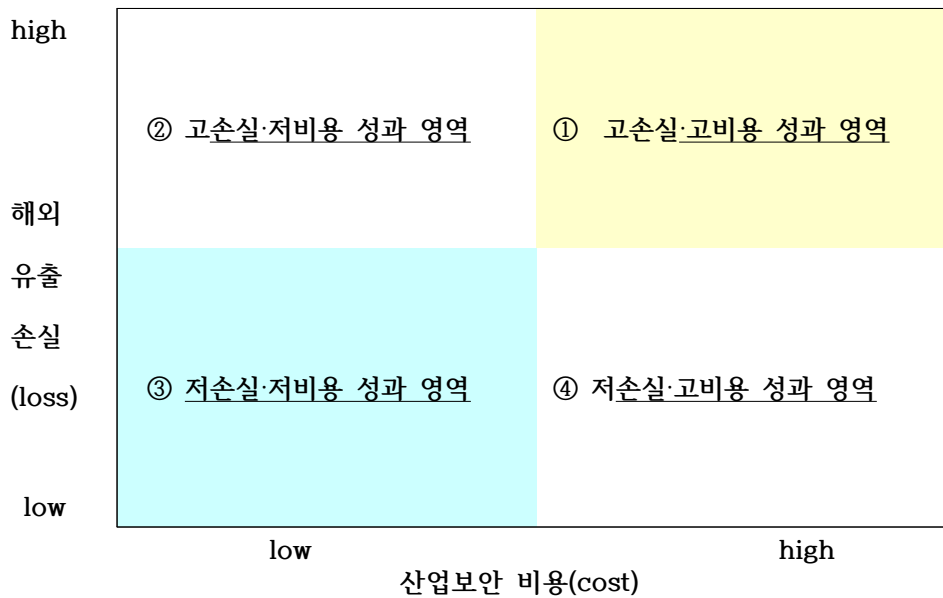 high
② 고손실·저비용 성과 영역
① 고손실·고비용 성과 영역
해외
유출
손실
(loss)
③ 저손실·저비용 성과 영역
④ 저손실·고비용 성과 영역
low
low
high
산업보안 비용(cost)